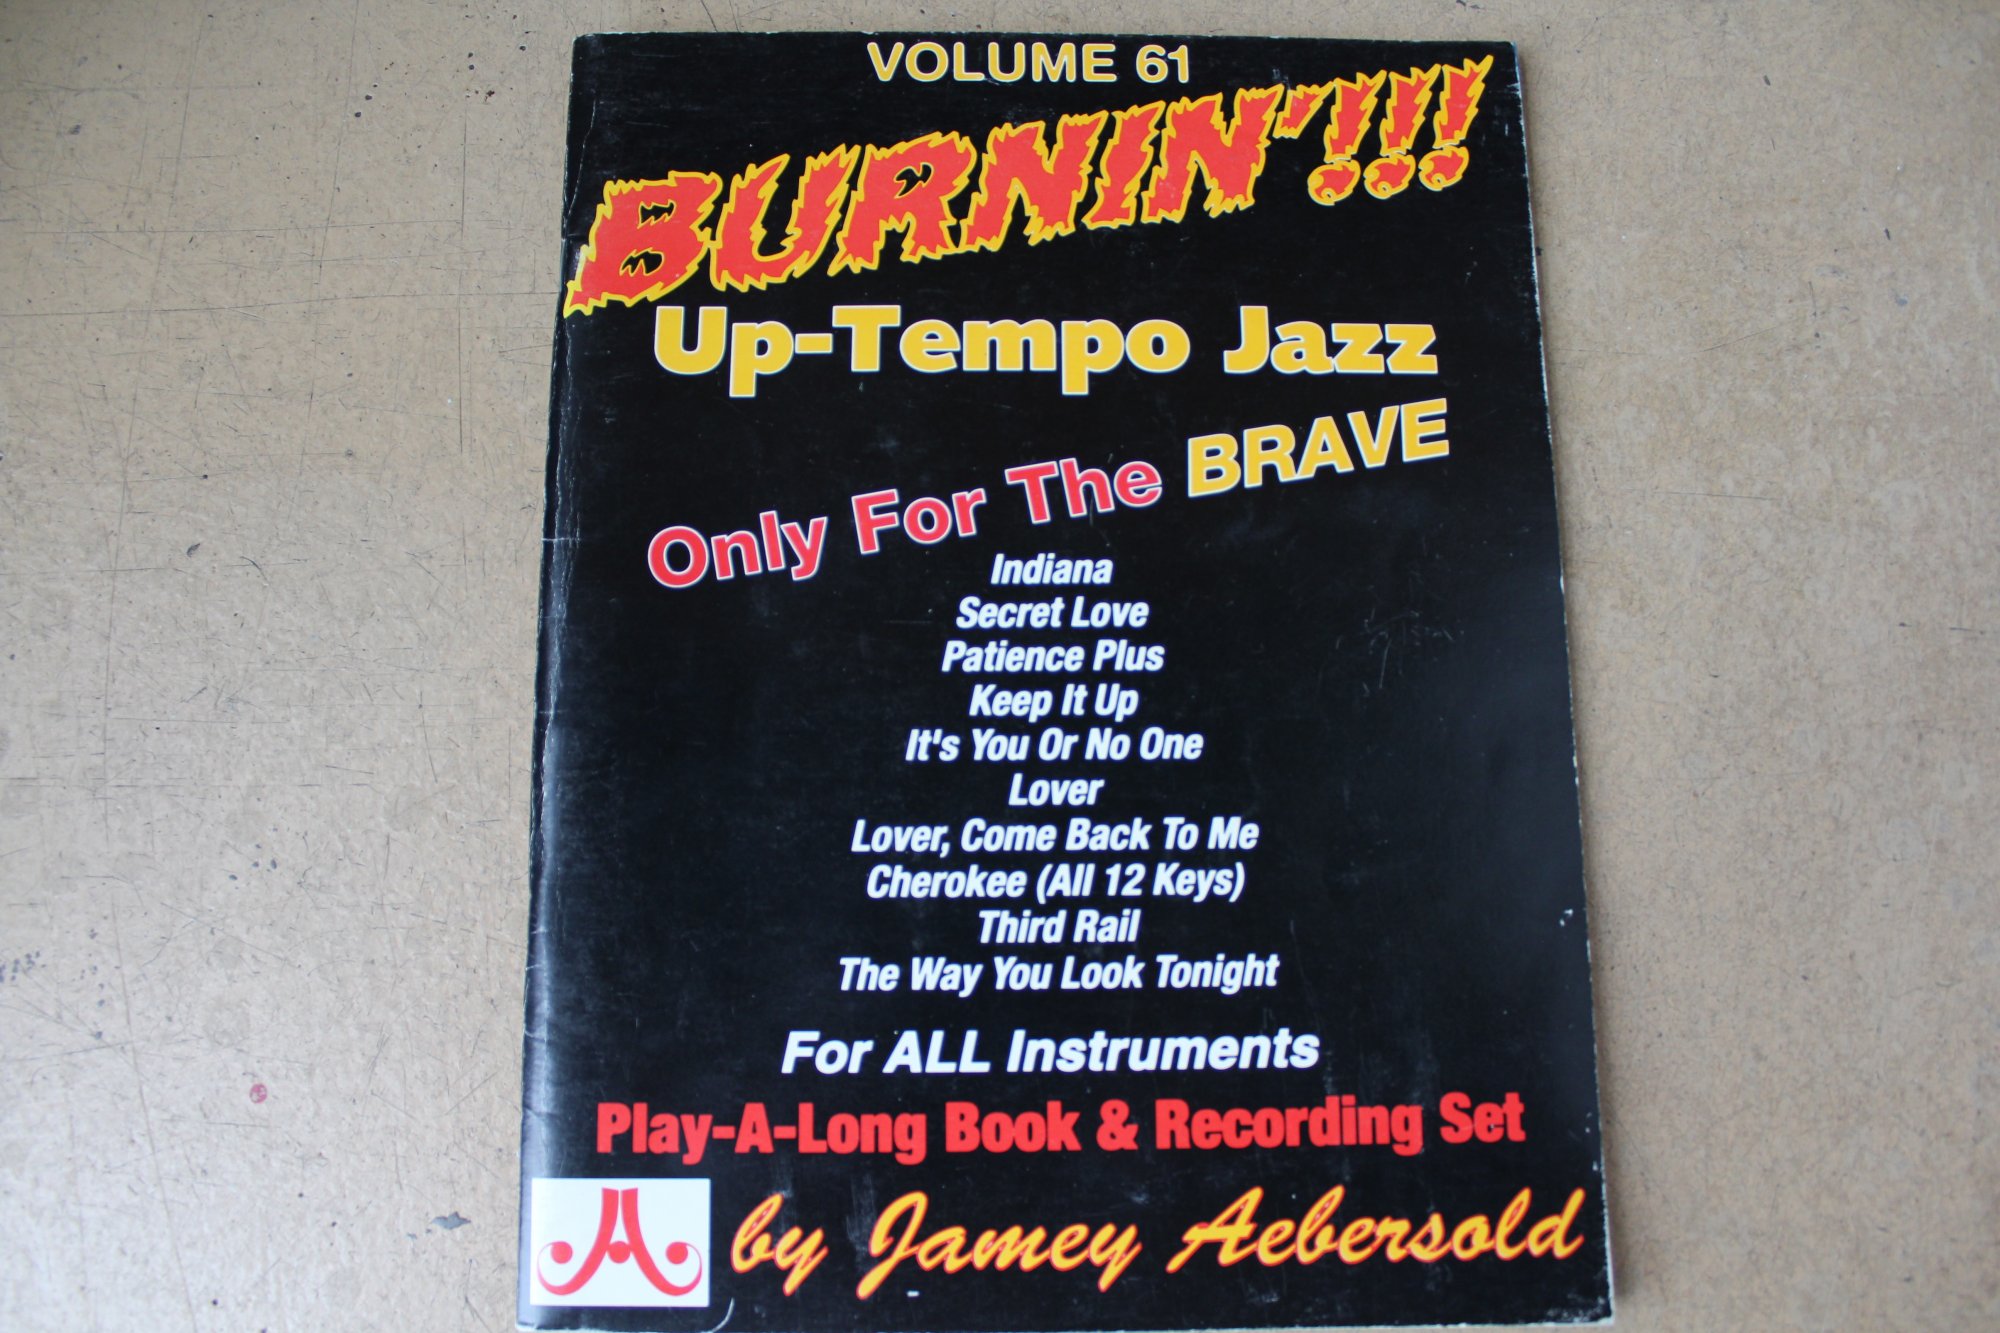 VOLUME 61
BURNIN'!!!
Up-Tempo Jazz
Only For The BRAVE
Indiana
Secret Love
Patience Plus
Keep It Up
It's You Or No One
Lover
Lover, Come Back To Me
Cherokee (All 12 Keys)
Third Rail
The Way You Look Tonight
For ALL Instruments
Play-A-Long Book & Recording Set
by Jamey Aebersold